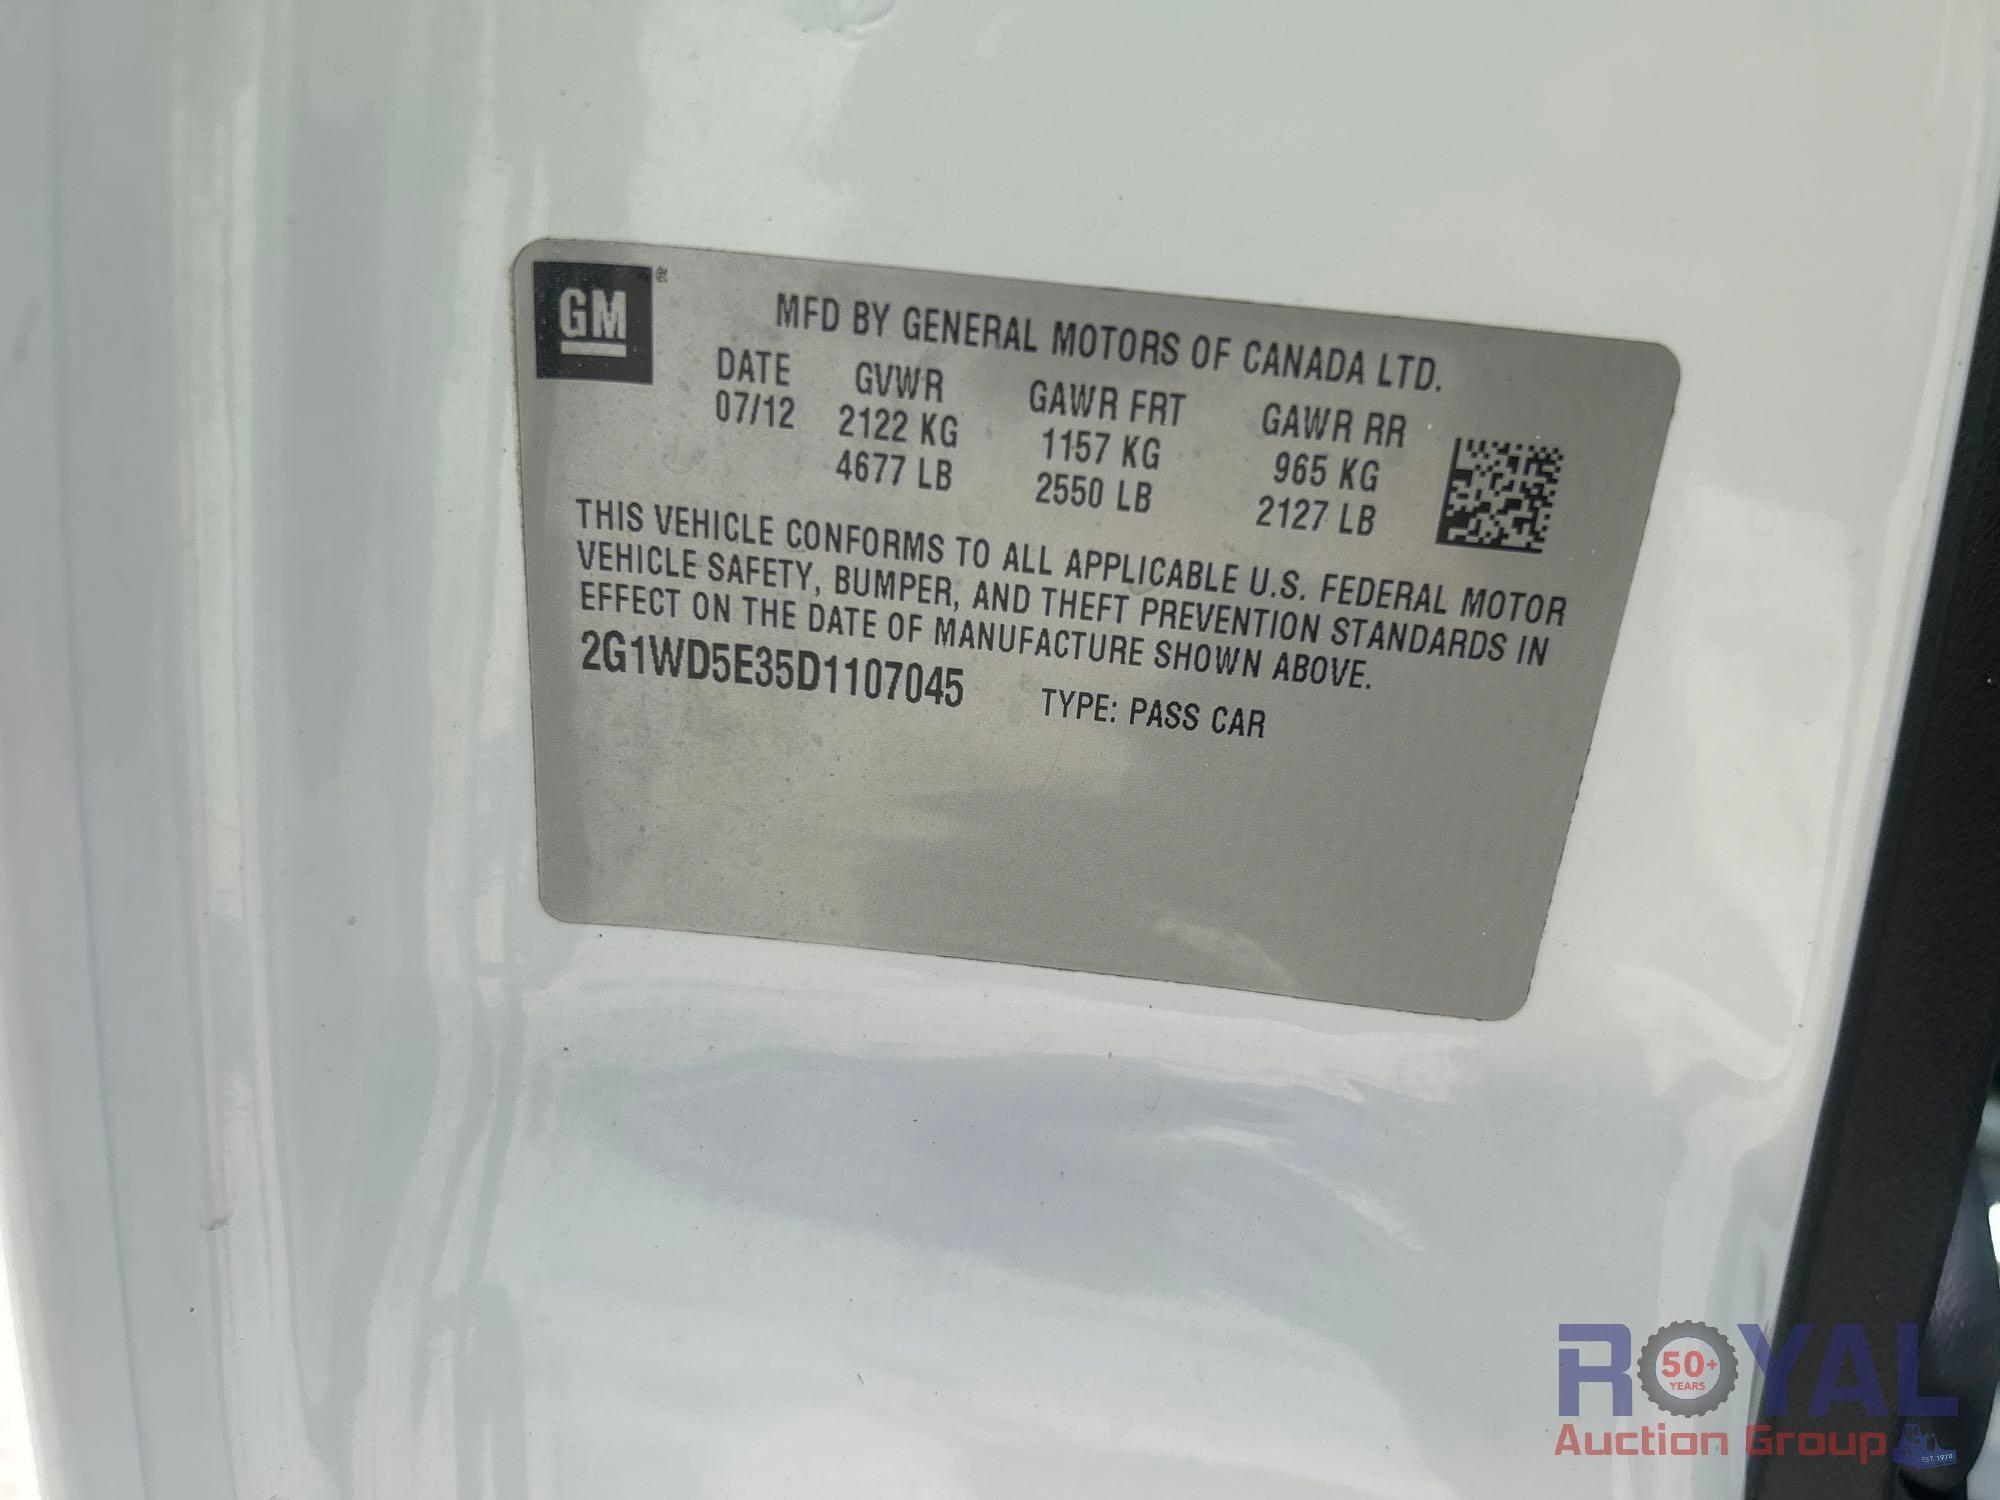 GM ®
MFD BY GENERAL MOTORS OF CANADA LTD.
DATE GVWR GAWR FRT GAWR RR
07/12 2122 KG 1157 KG 965 KG
4677 LB 2550 LB 2127 LB
THIS VEHICLE CONFORMS TO ALL APPLICABLE U.S. FEDERAL MOTOR
VEHICLE SAFETY, BUMPER, AND THEFT PREVENTION STANDARDS IN
EFFECT ON THE DATE OF MANUFACTURE SHOWN ABOVE.
2G1WD5E35D1107045 TYPE: PASS CAR
ROYAL
50+
YEARS
Auction Group
EST. 1970